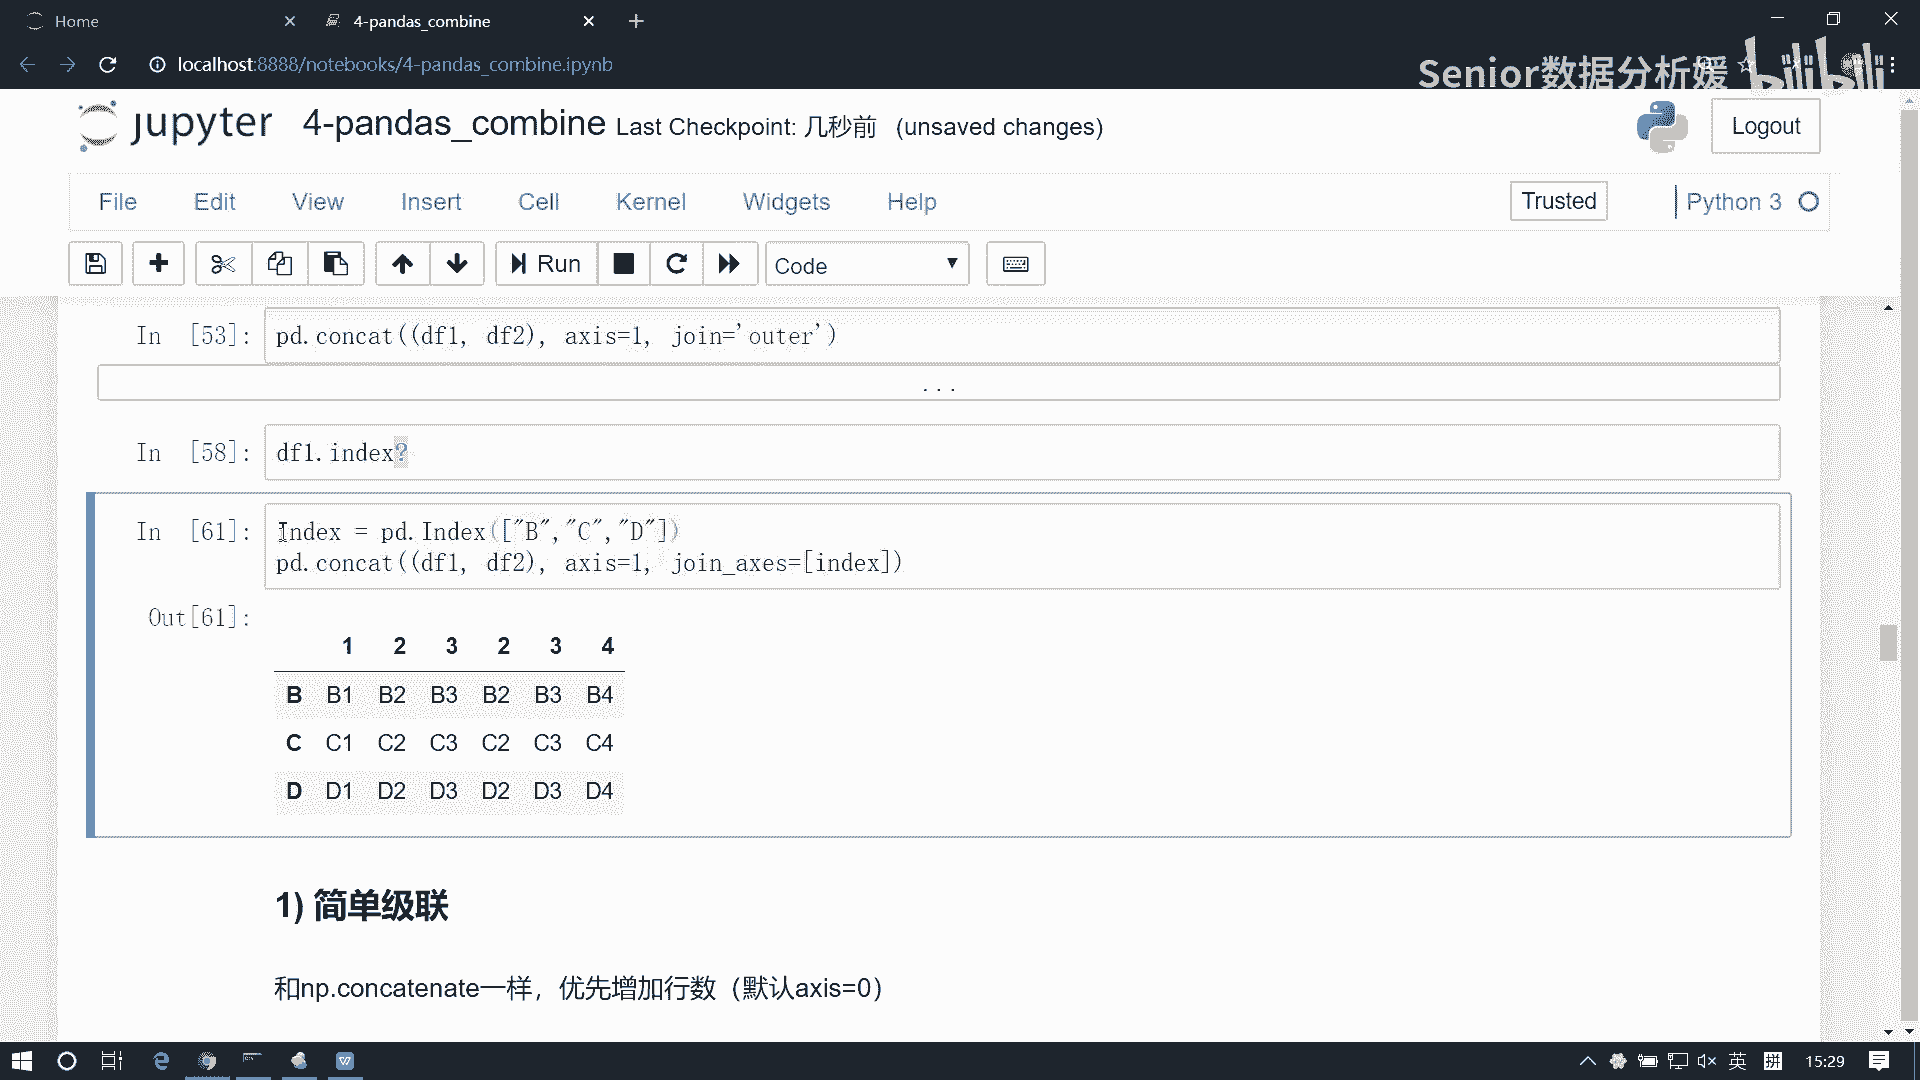 Home
4-pandas_combine
localhost:8888/notebooks/4-pandas_combine.ipynb
Senior数据分析媛 bilibili
jupyter 4-pandas_combine Last Checkpoint: 几秒前 (unsaved changes)
Logout
File Edit View Insert Cell Kernel Widgets Help
Trusted
Python 3
Run
Code
In [53]: pd.concat((df1, df2), axis=1, join='outer')
...
In [58]: df1.index?
In [61]: index = pd.Index(["B","C","D"])
pd.concat((df1, df2), axis=1, join_axes=[index])
Out[61]:
1 2 3 2 3 4
B B1 B2 B3 B2 B3 B4
C C1 C2 C3 C2 C3 C4
D D1 D2 D3 D2 D3 D4
1) 简单级联
和np.concatenate一样，优先增加行数（默认axis=0）
英 拼 15:29